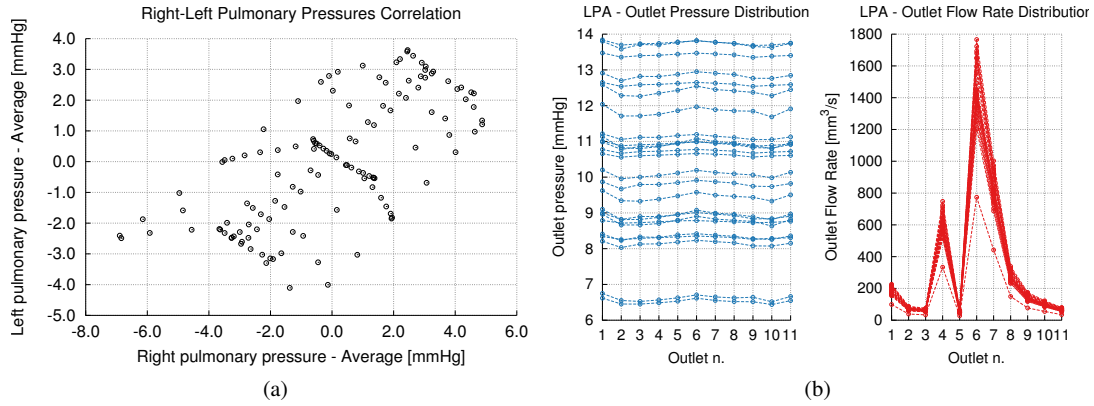 Right-Left Pulmonary Pressures Correlation
Left pulmonary pressure - Average [mmHg]
4.0
3.0
2.0
1.0
0.0
-1.0
-2.0
-3.0
-4.0
-5.0
-8.0 -6.0 -4.0 -2.0 0.0 2.0 4.0 6.0
Right pulmonary pressure - Average [mmHg]
(a)
LPA - Outlet Pressure Distribution
Outlet pressure [mmHg]
14
13
12
11
10
9
8
7
6
1 2 3 4 5 6 7 8 9 10 11
Outlet n.
LPA - Outlet Flow Rate Distribution
Outlet Flow Rate [mm³/s]
1800
1600
1400
1200
1000
800
600
400
200
0
1 2 3 4 5 6 7 8 9 10 11
Outlet n.
(b)